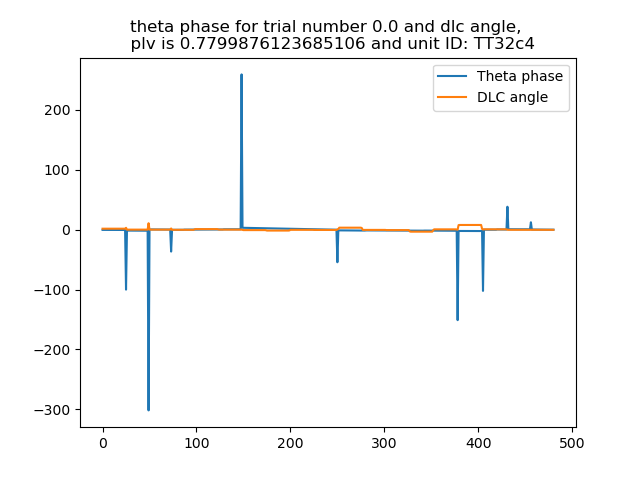 theta phase for trial number 0.0 and dlc angle,
plv is 0.7799876123685106 and unit ID: TT32c4
Theta phase
DLC angle
200
100
0
−100
−200
−300
0 100 200 300 400 500